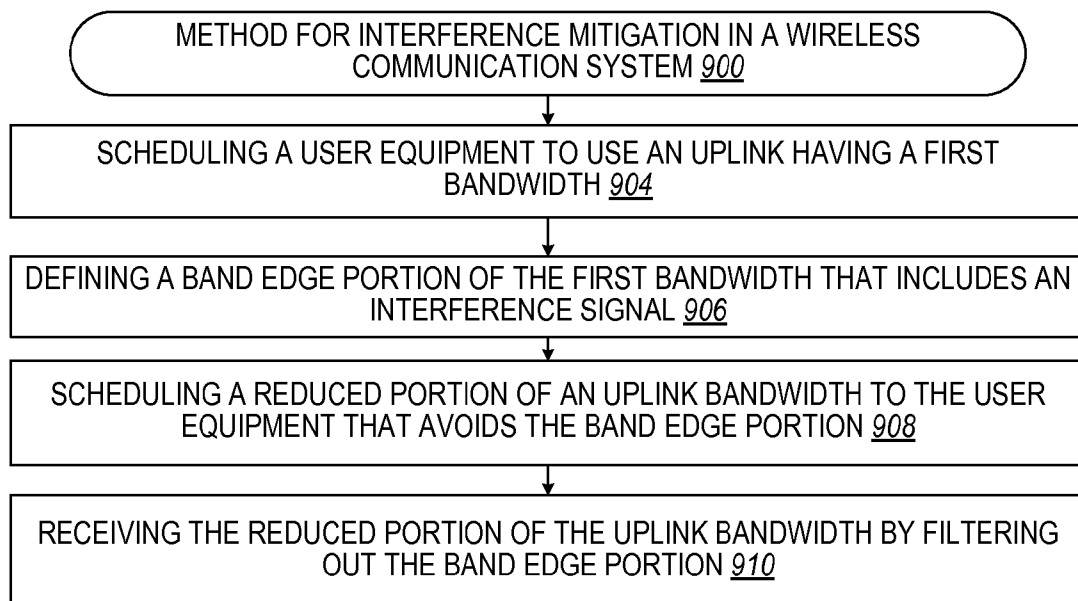 METHOD FOR INTERFERENCE MITIGATION IN A WIRELESS
COMMUNICATION SYSTEM 900
SCHEDULING A USER EQUIPMENT TO USE AN UPLINK HAVING A FIRST
BANDWIDTH 904
DEFINING A BAND EDGE PORTION OF THE FIRST BANDWIDTH THAT INCLUDES AN
INTERFERENCE SIGNAL 906
SCHEDULING A REDUCED PORTION OF AN UPLINK BANDWIDTH TO THE USER
EQUIPMENT THAT AVOIDS THE BAND EDGE PORTION 908
RECEIVING THE REDUCED PORTION OF THE UPLINK BANDWIDTH BY FILTERING
OUT THE BAND EDGE PORTION 910